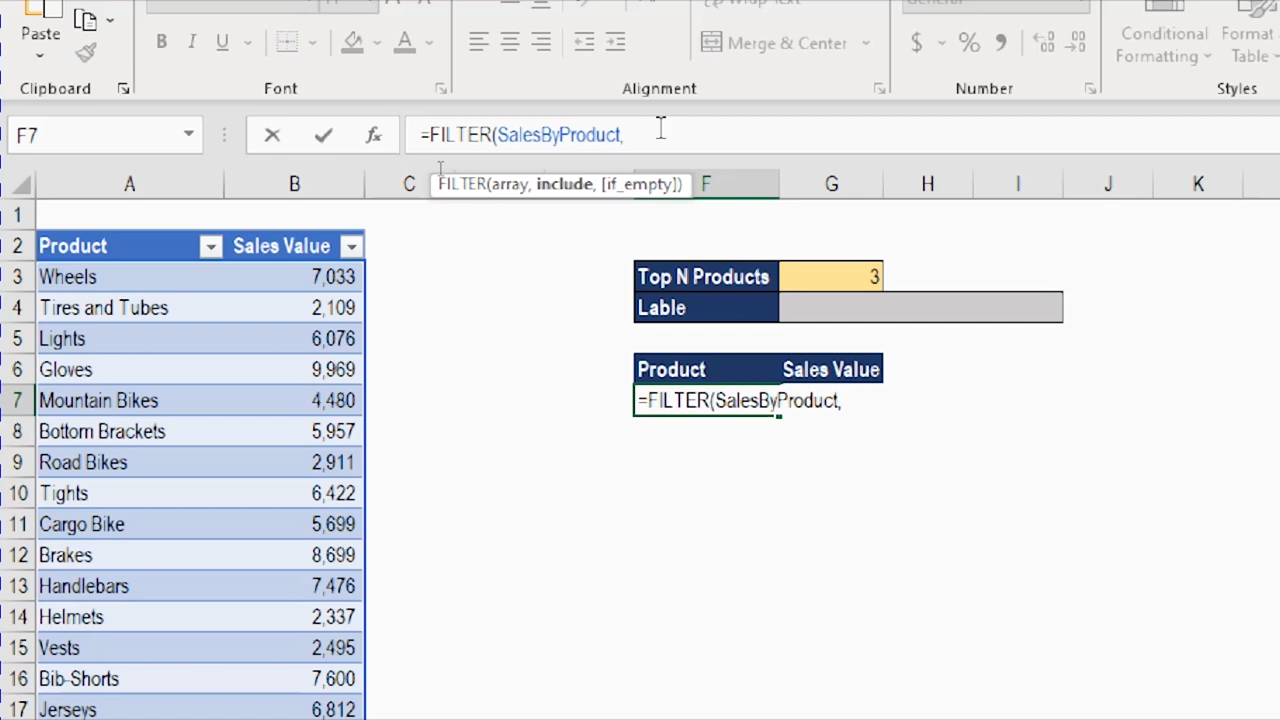 Wrap Text
General
Paste
B I U
Merge & Center
$ % 9
Conditional Format
Formatting Table
Clipboard
Font
Alignment
Number
Styles
F7
fx
=FILTER(SalesByProduct,
FILTER(array, include, [if_empty])
A B C F G H I J K
1
2 Product Sales Value
3 Wheels 7,033 Top N Products 3
4 Tires and Tubes 2,109 Lable
5 Lights 6,076
6 Gloves 9,969 Product Sales Value
7 Mountain Bikes 4,480 =FILTER(SalesByProduct,
8 Bottom Brackets 5,957
9 Road Bikes 2,911
10 Tights 6,422
11 Cargo Bike 5,699
12 Brakes 8,699
13 Handlebars 7,476
14 Helmets 2,337
15 Vests 2,495
16 Bib-Shorts 7,600
17 Jerseys 6,812